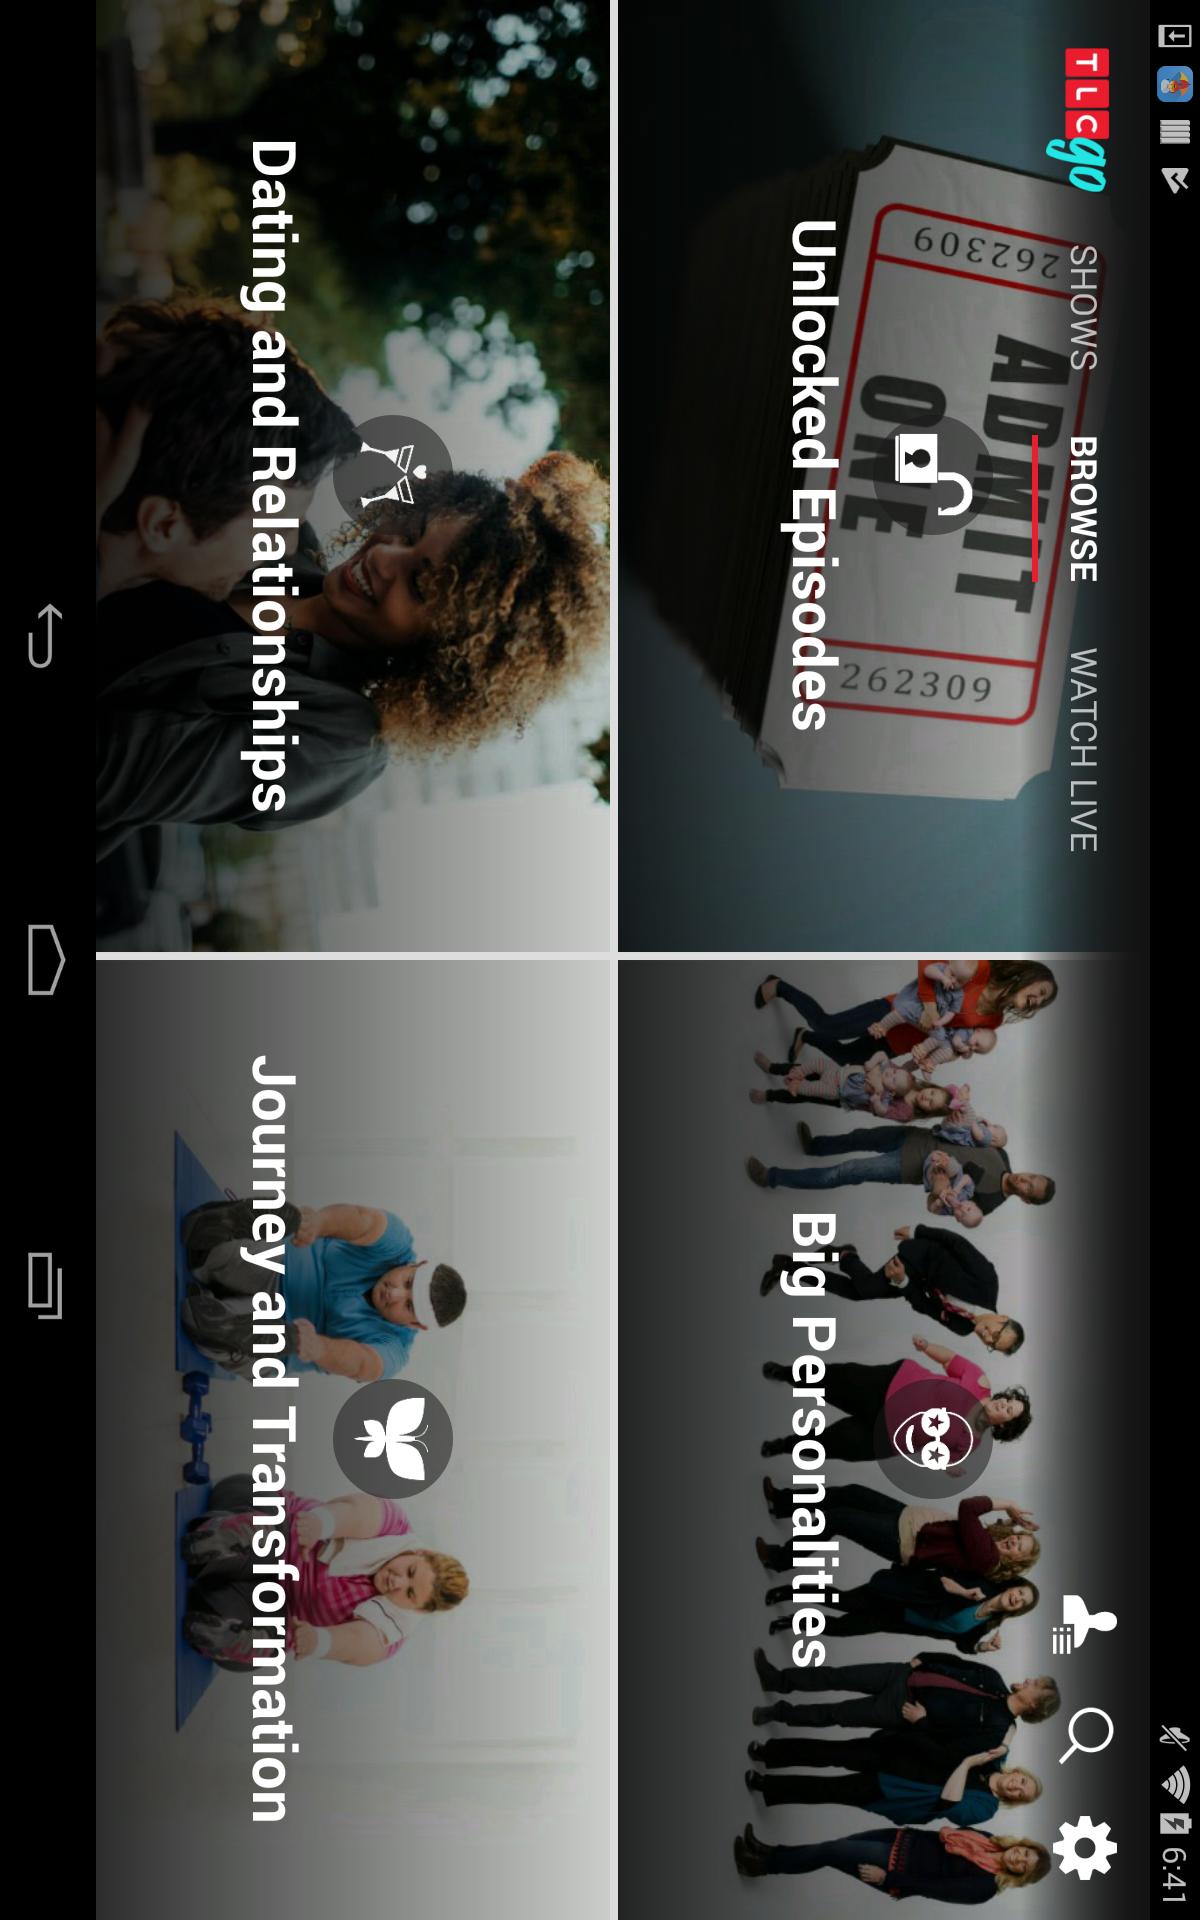 6:41
TLC go
SHOWS
BROWSE
WATCH LIVE
262309
ADMIT
ONE
262309
Unlocked Episodes
Big Personalities
Dating and Relationships
Journey and Transformation